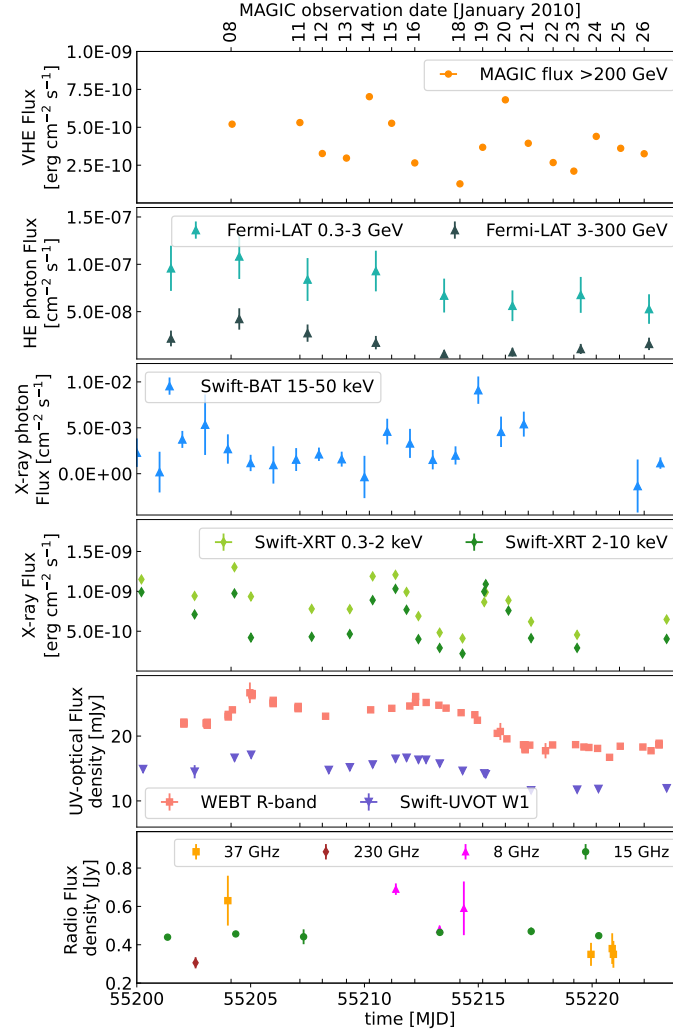 MAGIC observation date [January 2010]
08 11 12 13 14 15 16 18 19 20 21 22 23 24 25 26
VHE Flux
[erg cm⁻² s⁻¹]
1.0E-09
7.5E-10
5.0E-10
2.5E-10
MAGIC flux >200 GeV
HE photon Flux
[cm⁻² s⁻¹]
1.5E-07
1.0E-07
5.0E-08
Fermi-LAT 0.3-3 GeV Fermi-LAT 3-300 GeV
X-ray photon
Flux [cm⁻² s⁻¹]
1.0E-02
5.0E-03
0.0E+00
Swift-BAT 15-50 keV
X-ray Flux
[erg cm⁻² s⁻¹]
1.5E-09
1.0E-09
5.0E-10
Swift-XRT 0.3-2 keV Swift-XRT 2-10 keV
UV-optical Flux
density [mJy]
20
10
WEBT R-band Swift-UVOT W1
Radio Flux
density [Jy]
0.8
0.6
0.4
0.2
37 GHz 230 GHz 8 GHz 15 GHz
55200 55205 55210 55215 55220
time [MJD]